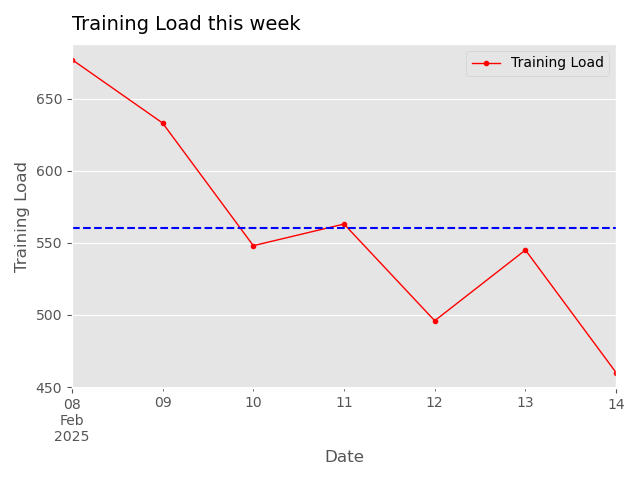 Training Load this week
Training Load
650
600
550
500
450
Training Load
08 09 10 11 12 13 14
Feb
2025
Date